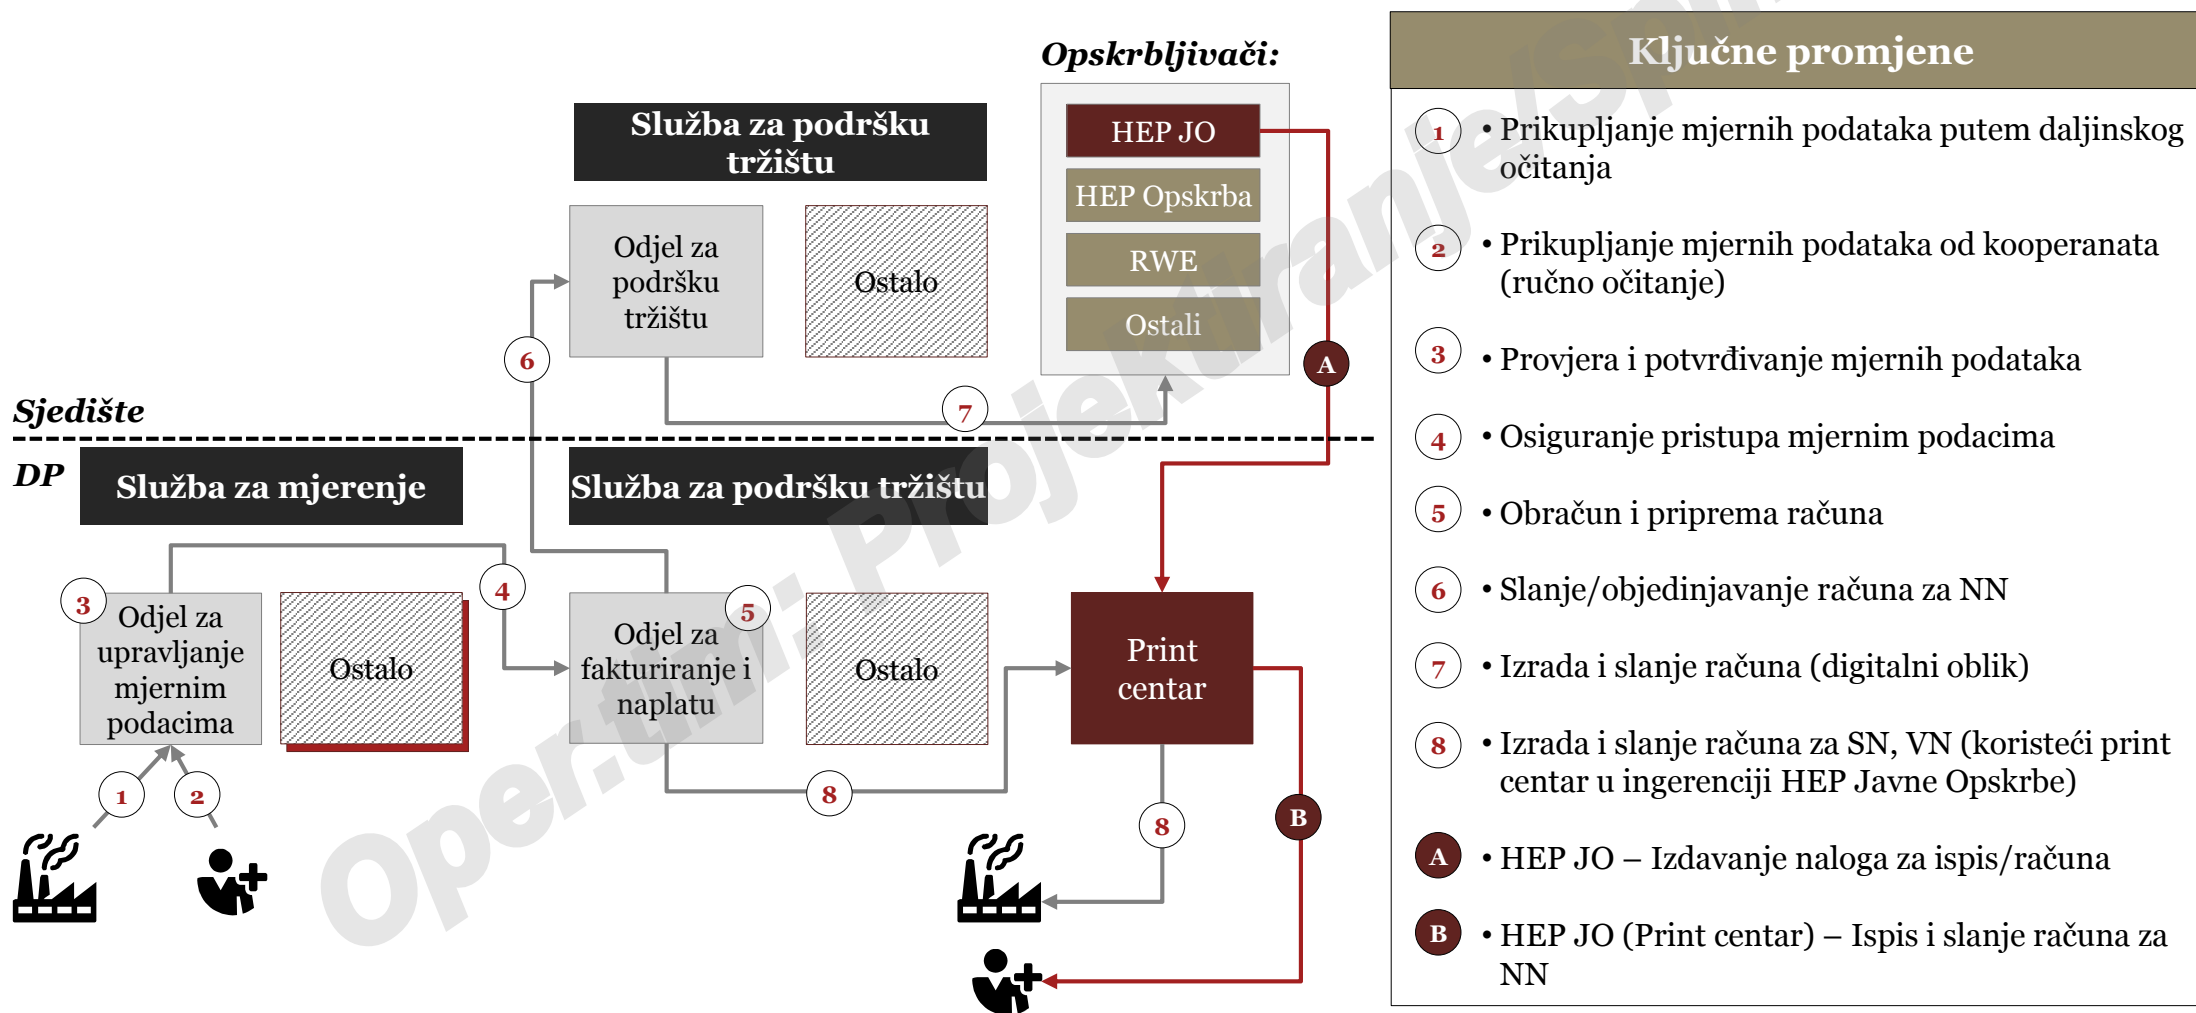 Opskrbljivači:
Služba za podršku
tržištu
HEP JO
HEP Opskrba
RWE
Ostali
Odjel za
podršku
tržištu
Ostalo
6
7
A
Sjedište
DP
Služba za mjerenje
Služba za podršku tržištu
3
Odjel za
upravljanje
mjernim
podacima
Ostalo
4
5
Odjel za
fakturiranje i
naplatu
Ostalo
Print
centar
1
2
8
8
B
Ključne promjene
1 • Prikupljanje mjernih podataka putem daljinskog
očitanja
2 • Prikupljanje mjernih podataka od kooperanata
(ručno očitanje)
3 • Provjera i potvrđivanje mjernih podataka
4 • Osiguranje pristupa mjernim podacima
5 • Obračun i priprema računa
6 • Slanje/objedinjavanje računa za NN
7 • Izrada i slanje računa (digitalni oblik)
8 • Izrada i slanje računa za SN, VN (koristeći print
centar u ingerenciji HEP Javne Opskrbe)
A • HEP JO – Izdavanje naloga za ispis/računa
B • HEP JO (Print centar) – Ispis i slanje računa za
NN
Oper.tim: Projektiranje/